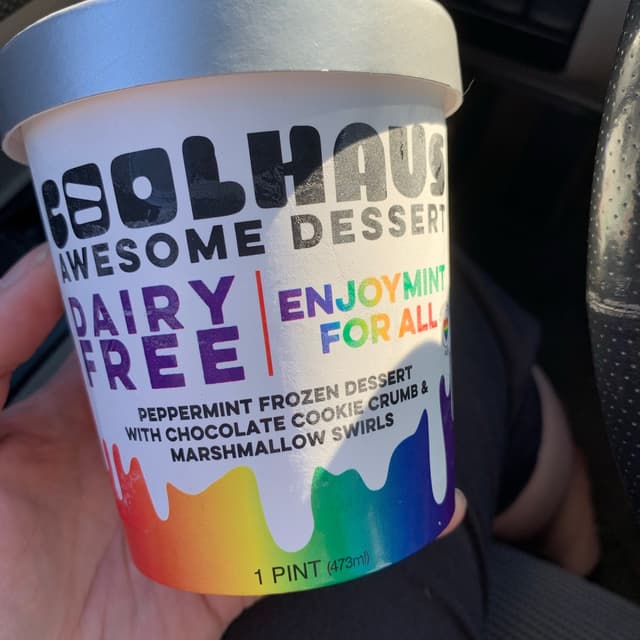 COOLHAUS
AWESOME DESSERT
DAIRY
FREE
ENJOYMINT
FOR ALL
PEPPERMINT FROZEN DESSERT
WITH CHOCOLATE COOKIE CRUMB &
MARSHMALLOW SWIRLS
1 PINT (473ml)